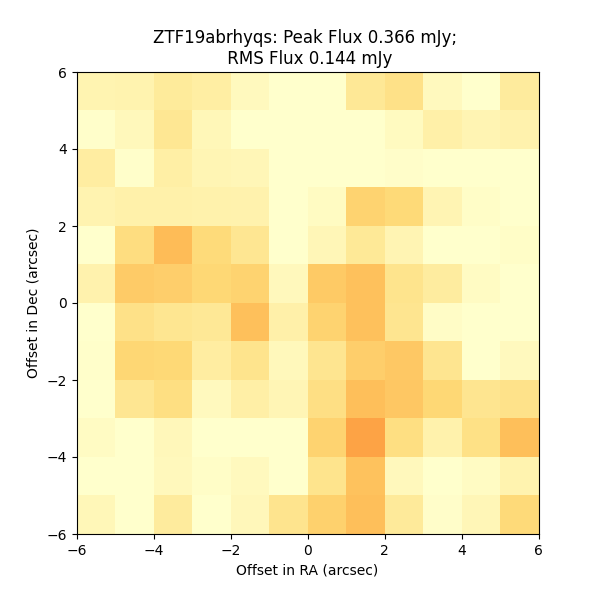 ZTF19abrhyqs: Peak Flux 0.366 mJy;
RMS Flux 0.144 mJy
6
4
2
0
−2
−4
−6
Offset in Dec (arcsec)
−6 −4 −2 0 2 4 6
Offset in RA (arcsec)